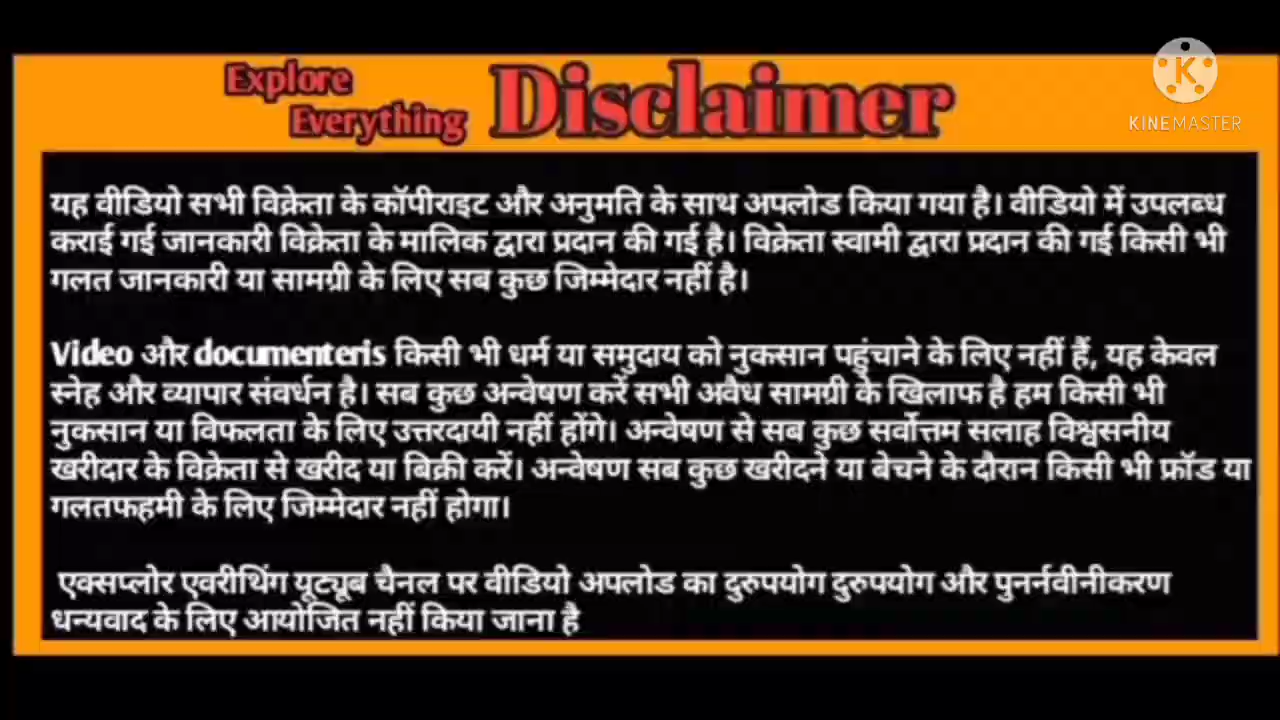 Explore
Everything
Disclaimer
KINEMASTER
यह वीडियो सभी विक्रेता के कॉपीराइट और अनुमति के साथ अपलोड किया गया है। वीडियो में उपलब्ध
कराई गई जानकारी विक्रेता के मालिक द्वारा प्रदान की गई है। विक्रेता स्वामी द्वारा प्रदान की गई किसी भी
गलत जानकारी या सामग्री के लिए सब कुछ जिम्मेदार नहीं है।
Video और documenteris किसी भी धर्म या समुदाय को नुकसान पहुंचाने के लिए नहीं हैं, यह केवल
स्नेह और व्यापार संवर्धन है। सब कुछ अन्वेषण करें सभी अवैध सामग्री के खिलाफ है हम किसी भी
नुकसान या विफलता के लिए उत्तरदायी नहीं होंगे। अन्वेषण से सब कुछ सर्वोत्तम सलाह विश्वसनीय
खरीदार के विक्रेता से खरीद या बिक्री करें। अन्वेषण सब कुछ खरीदने या बेचने के दौरान किसी भी फ्रॉड या
गलतफहमी के लिए जिम्मेदार नहीं होगा।
एक्सप्लोर एवरीथिंग यूट्यूब चैनल पर वीडियो अपलोड का दुरुपयोग दुरुपयोग और पुनर्नवीनीकरण
धन्यवाद के लिए आयोजित नहीं किया जाना है